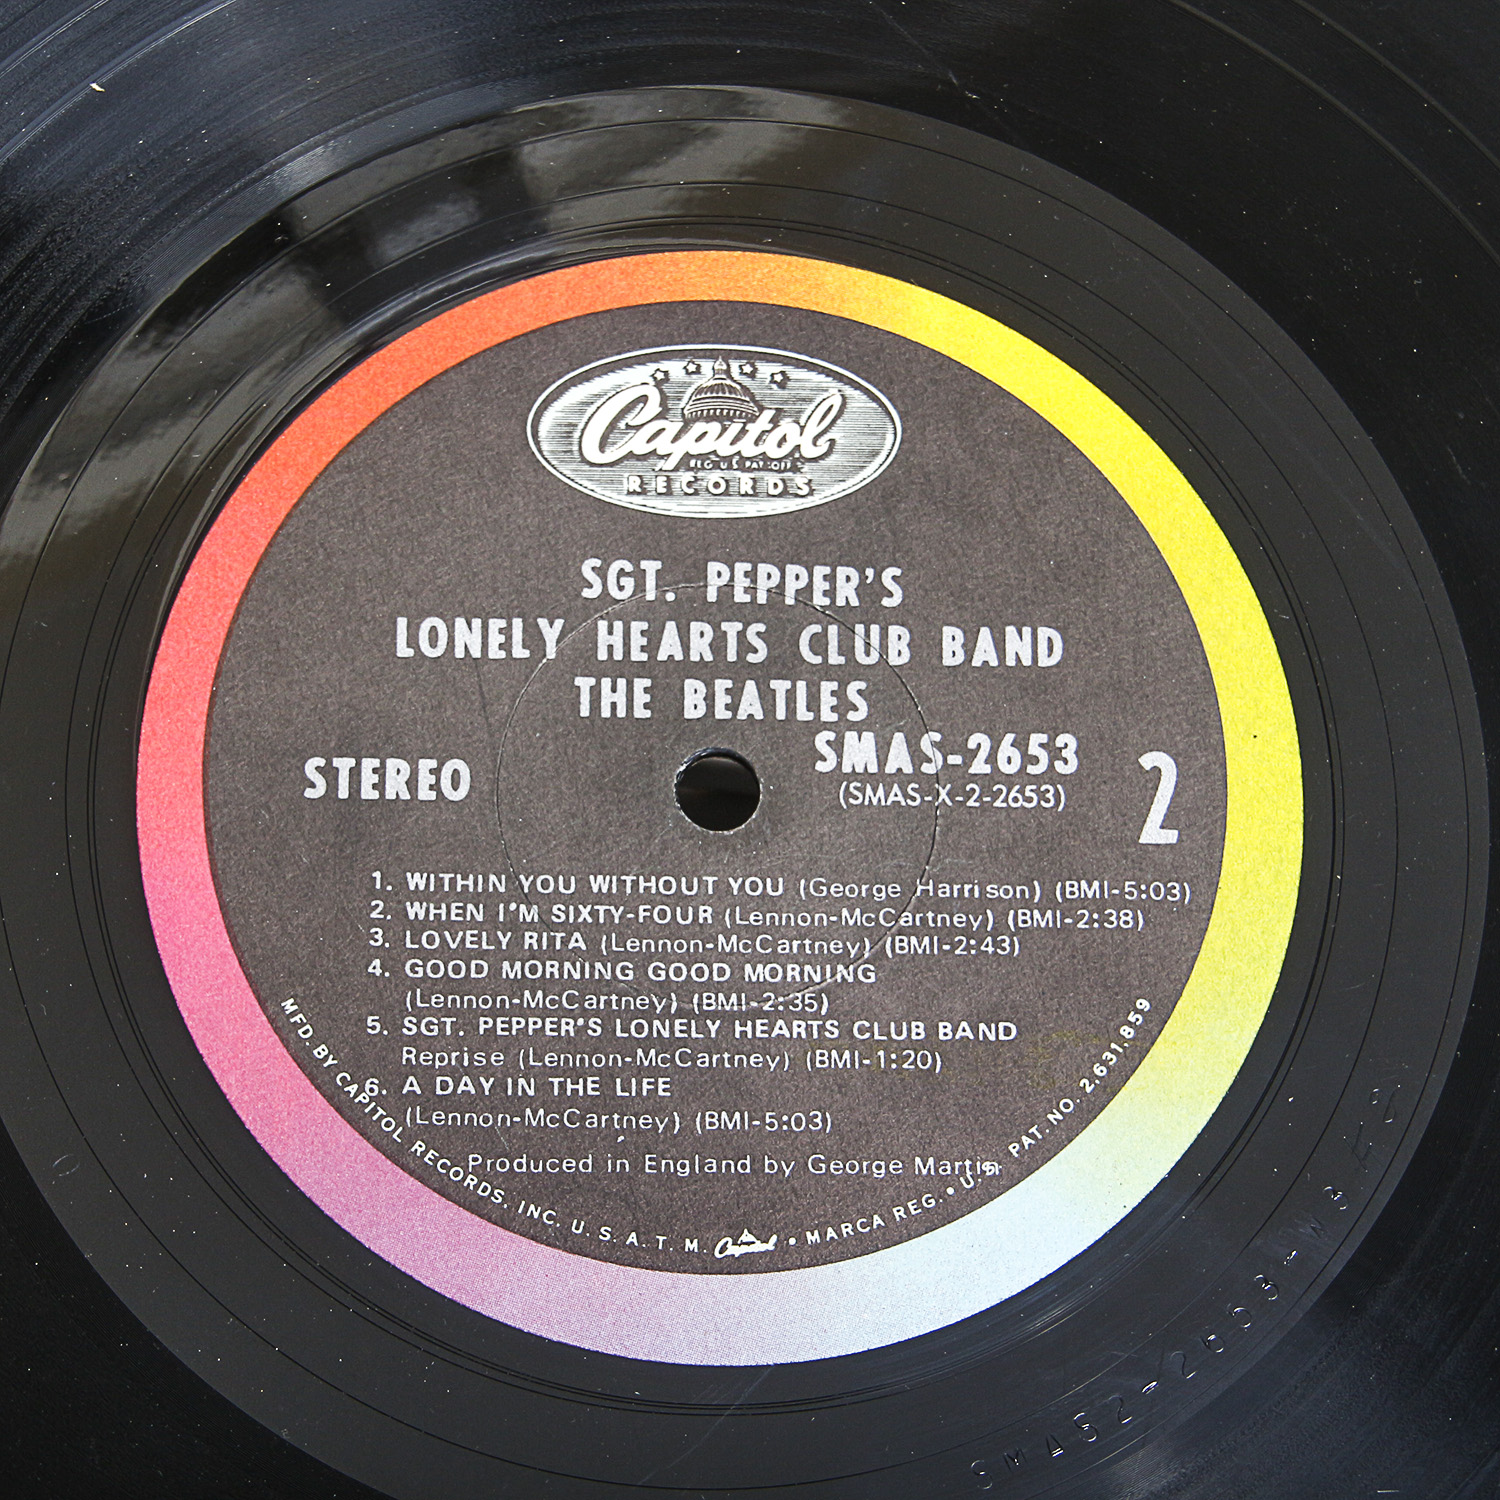 Capitol
REG. U.S. PAT. OFF.
RECORDS
SGT. PEPPER'S
LONELY HEARTS CLUB BAND
THE BEATLES
STEREO
SMAS-2653
(SMAS-X-2-2653)
2
1. WITHIN YOU WITHOUT YOU (George Harrison) (BMI-5:03)
2. WHEN I'M SIXTY-FOUR (Lennon-McCartney) (BMI-2:38)
3. LOVELY RITA (Lennon-McCartney) (BMI-2:43)
4. GOOD MORNING GOOD MORNING
(Lennon-McCartney) (BMI-2:35)
5. SGT. PEPPER'S LONELY HEARTS CLUB BAND
Reprise (Lennon-McCartney) (BMI-1:20)
6. A DAY IN THE LIFE
(Lennon-McCartney) (BMI-5:03)
Produced in England by George Martin
MFD. BY CAPITOL RECORDS, INC. U.S.A. T.M. Capitol • MARCA REG. • U.S. PAT. NO. 2,631,859